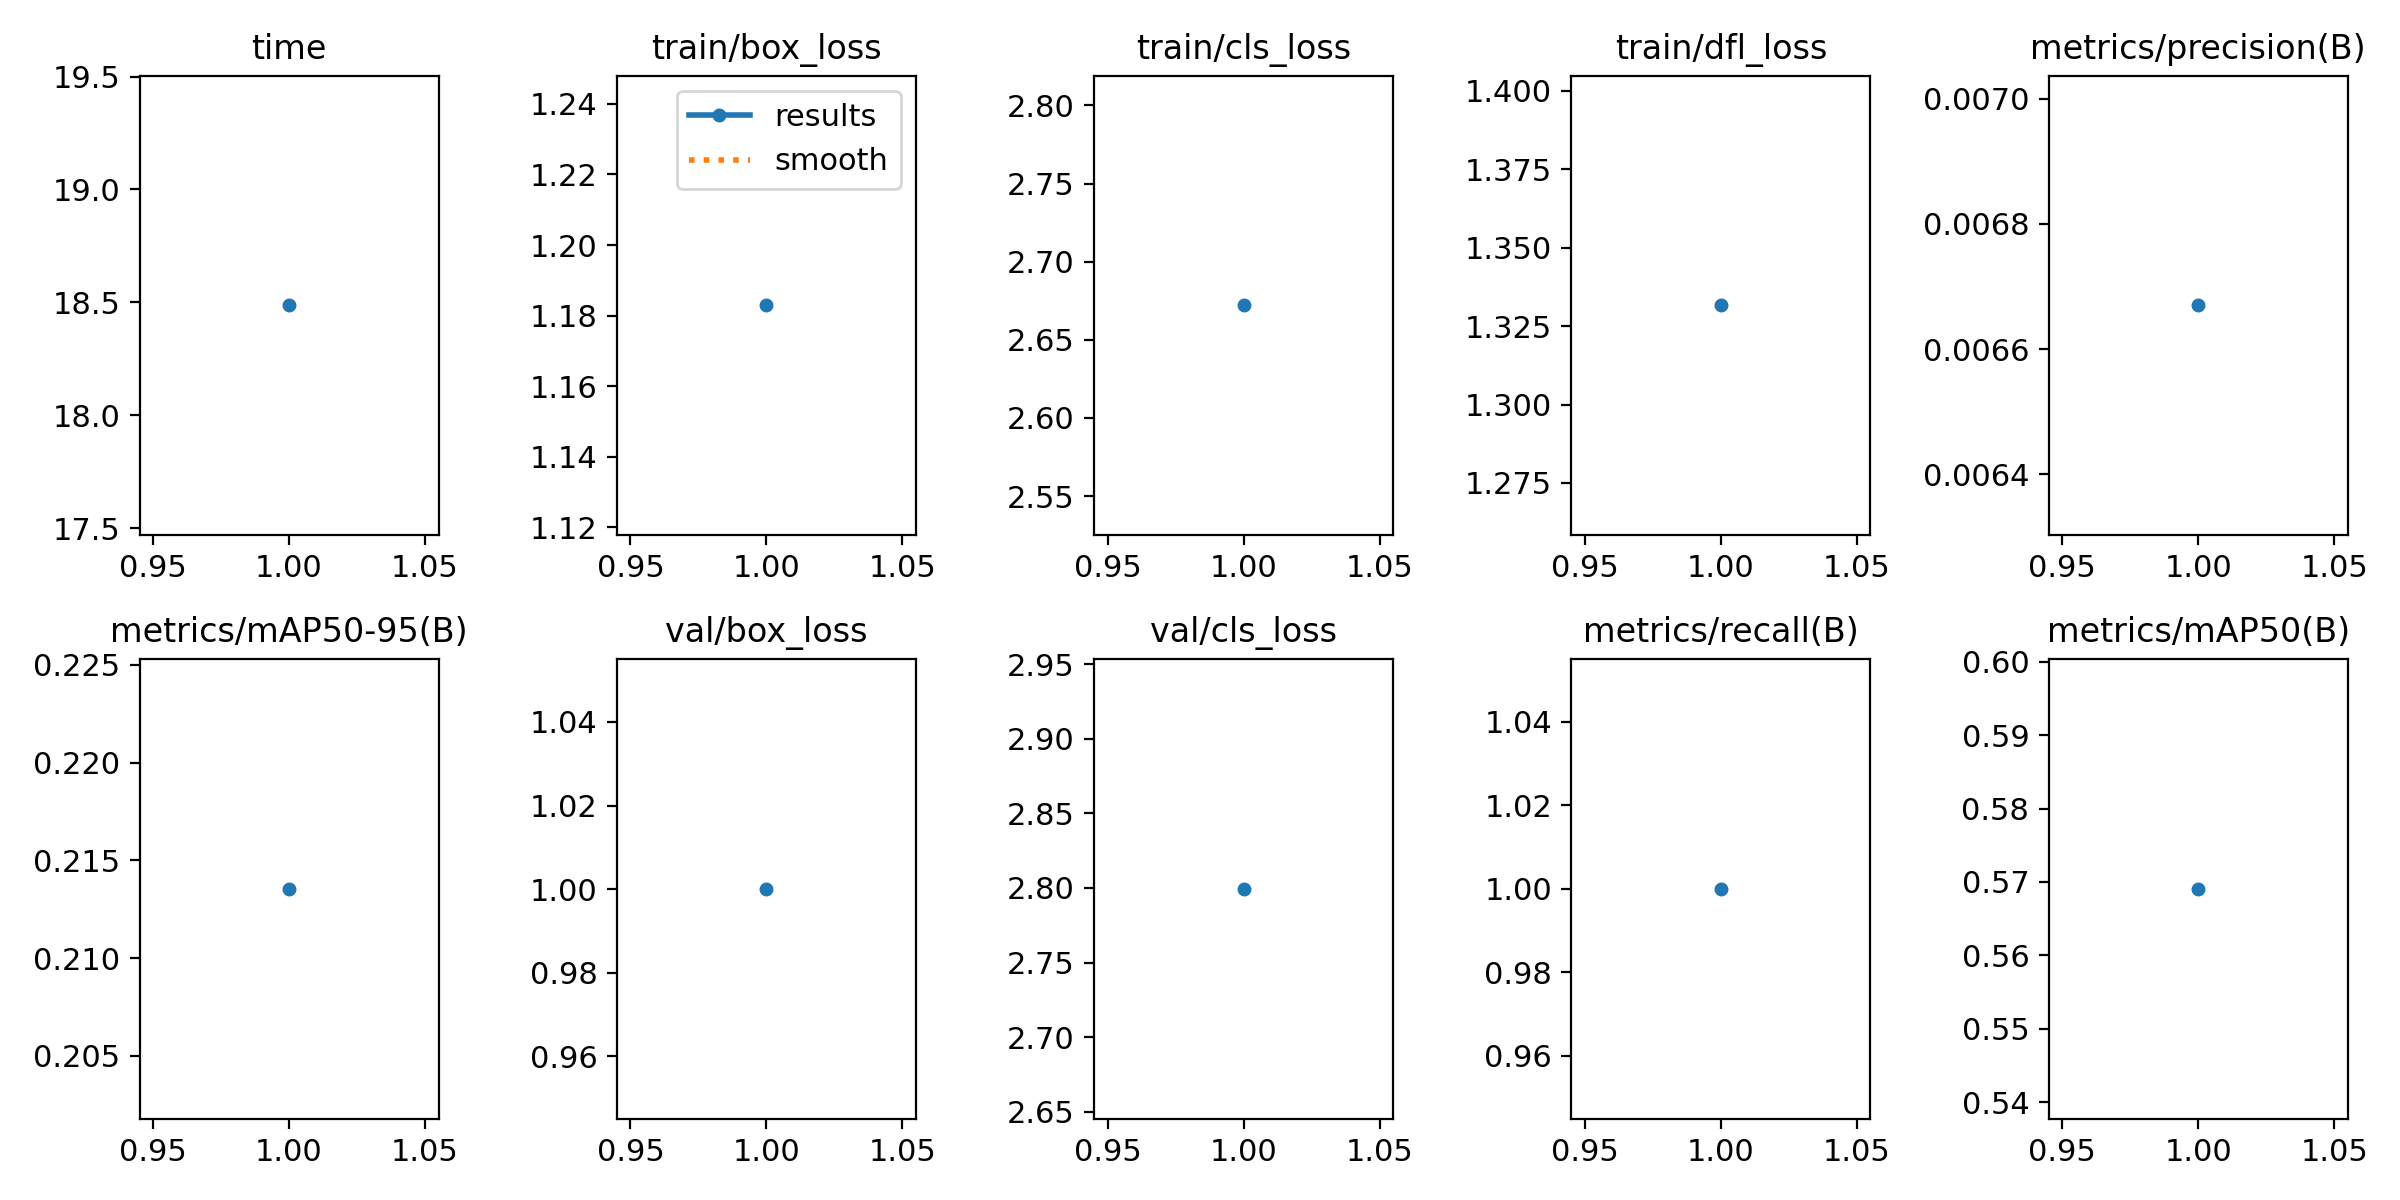 time
19.5
19.0
18.5
18.0
17.5
0.95 1.00 1.05
train/box_loss
results
smooth
1.24
1.22
1.20
1.18
1.16
1.14
1.12
0.95 1.00 1.05
train/cls_loss
2.80
2.75
2.70
2.65
2.60
2.55
0.95 1.00 1.05
train/dfl_loss
1.400
1.375
1.350
1.325
1.300
1.275
0.95 1.00 1.05
metrics/precision(B)
0.0070
0.0068
0.0066
0.0064
0.95 1.00 1.05
metrics/mAP50-95(B)
0.225
0.220
0.215
0.210
0.205
0.95 1.00 1.05
val/box_loss
1.04
1.02
1.00
0.98
0.96
0.95 1.00 1.05
val/cls_loss
2.95
2.90
2.85
2.80
2.75
2.70
2.65
0.95 1.00 1.05
metrics/recall(B)
1.04
1.02
1.00
0.98
0.96
0.95 1.00 1.05
metrics/mAP50(B)
0.60
0.59
0.58
0.57
0.56
0.55
0.54
0.95 1.00 1.05